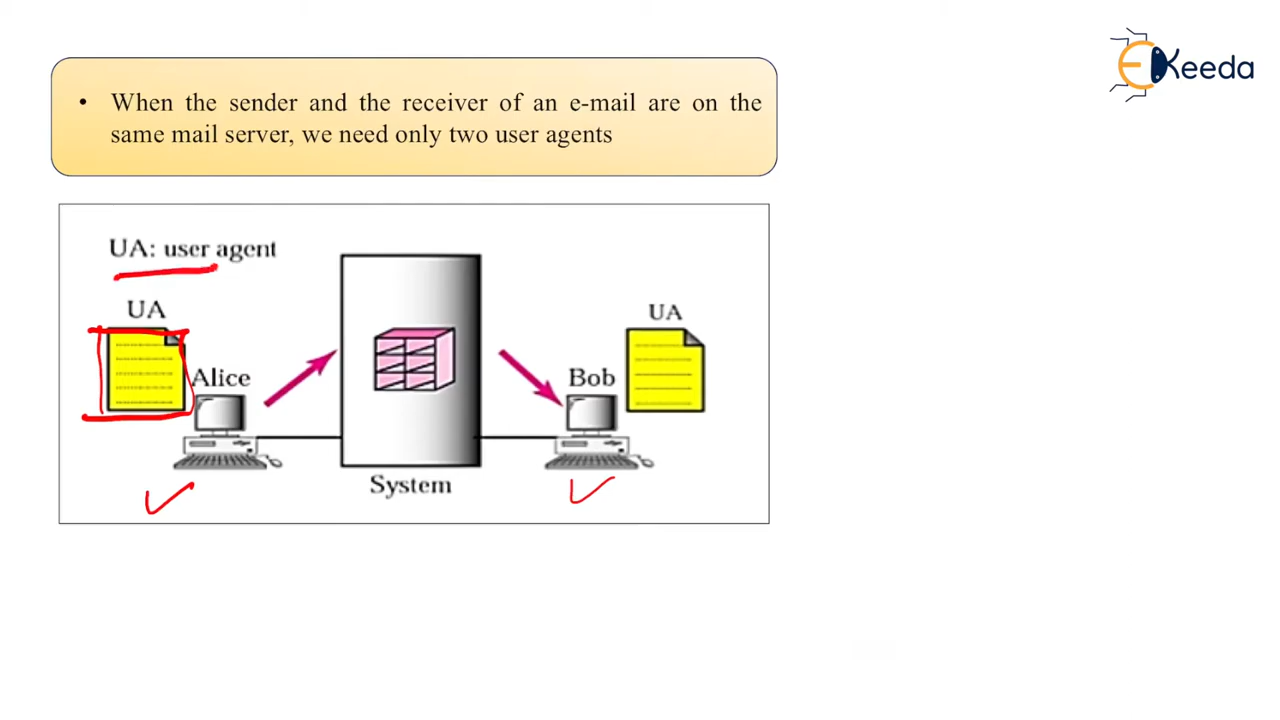 EKeeda
• When the sender and the receiver of an e-mail are on the
same mail server, we need only two user agents
UA: user agent
UA
UA
Alice
Bob
System